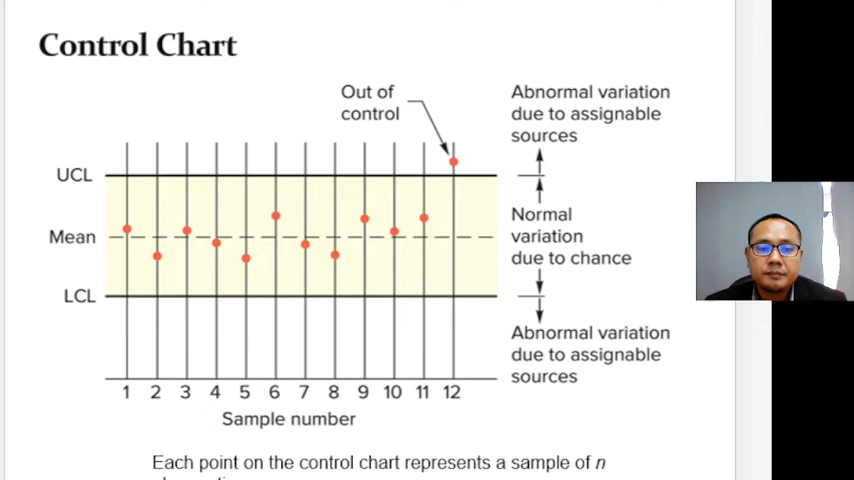 Control Chart
Out of
control
Abnormal variation
due to assignable
sources
UCL
Normal
variation
due to chance
Mean
LCL
Abnormal variation
due to assignable
sources
1 2 3 4 5 6 7 8 9 10 11 12
Sample number
Each point on the control chart represents a sample of n